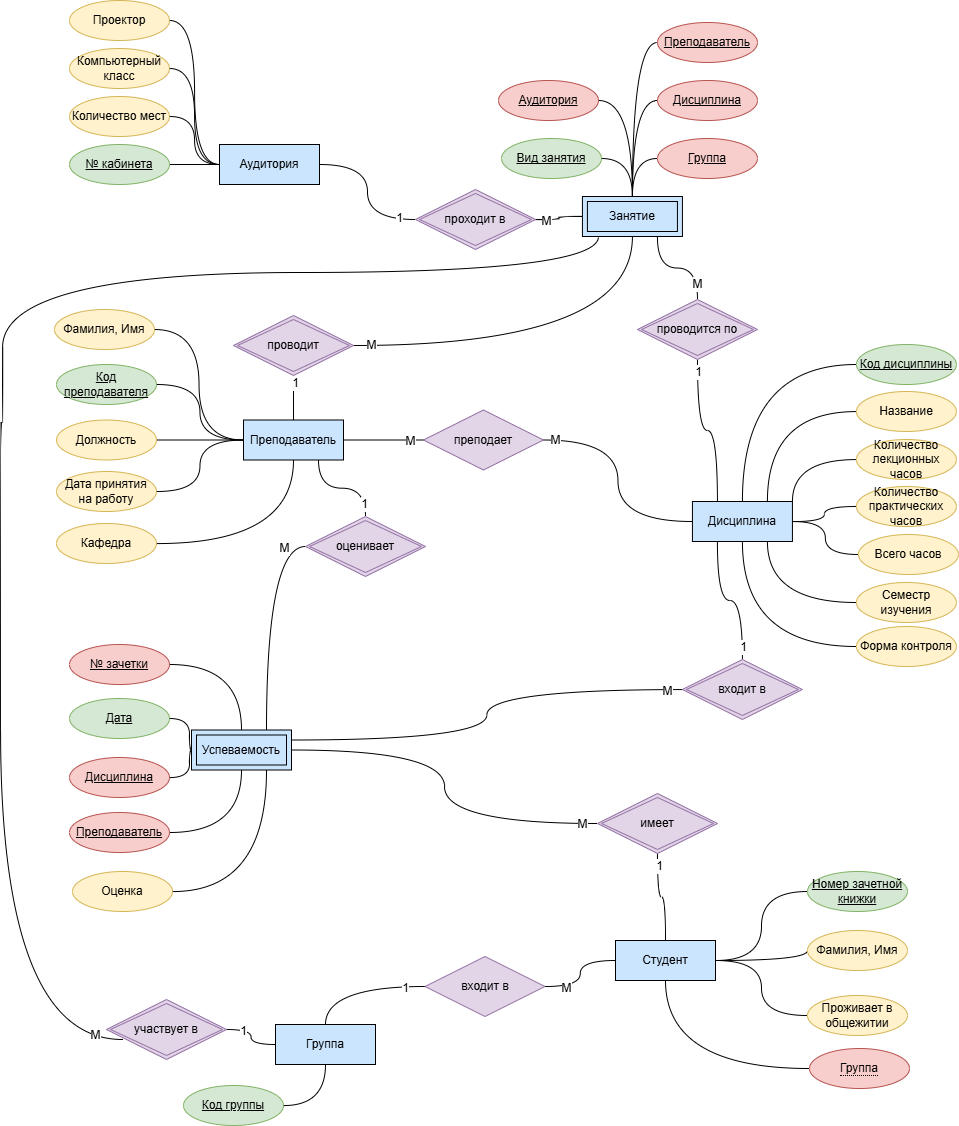 Проектор
Компьютерный
класс
Количество мест
№ кабинета
Аудитория
Преподаватель
Аудитория
Дисциплина
Вид занятия
Группа
Занятие
1
проходит в
М
М
проводится по
1
Фамилия, Имя
Код
преподавателя
Должность
Дата принятия
на работу
Кафедра
проводит
М
1
Преподаватель
М
преподает
М
1
М
оценивает
Код дисциплины
Название
Количество
лекционных
часов
Количество
практических
часов
Всего часов
Семестр
изучения
Форма контроля
Дисциплина
1
М
входит в
№ зачетки
Дата
Дисциплина
Преподаватель
Оценка
Успеваемость
М
имеет
1
Номер зачетной
книжки
Фамилия, Имя
Проживает в
общежитии
Группа
Студент
1
входит в
М
М
участвует в
1
Группа
Код группы